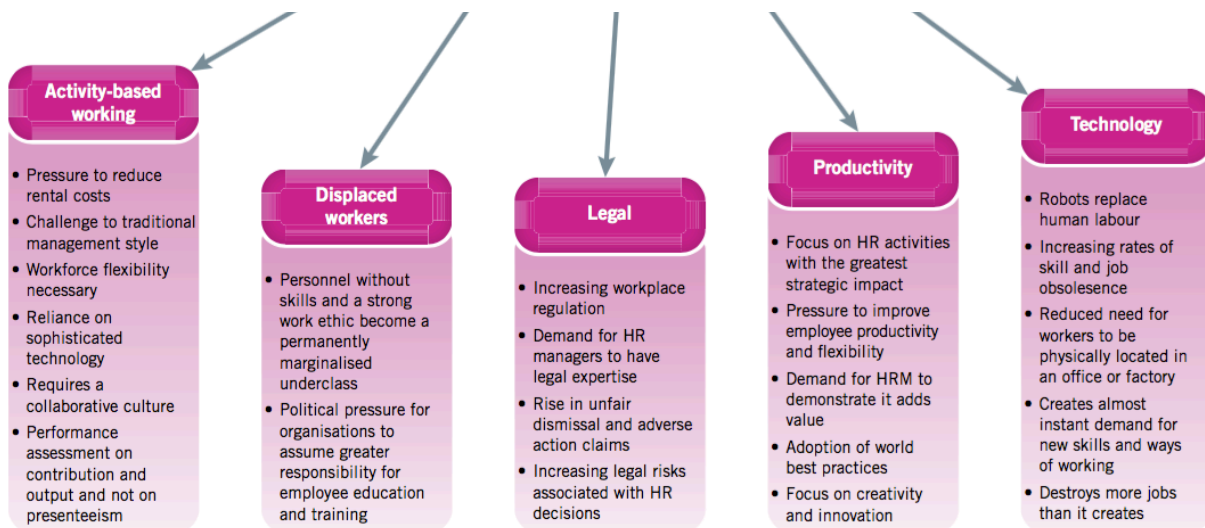 Activity-based
working
• Pressure to reduce
rental costs
• Challenge to traditional
management style
• Workforce flexibility
necessary
• Reliance on
sophisticated
technology
• Requires a
collaborative culture
• Performance
assessment on
contribution and
output and not on
presenteeism
Displaced
workers
• Personnel without
skills and a strong
work ethic become a
permanently
marginalised
underclass
• Political pressure for
organisations to
assume greater
responsibility for
employee education
and training
Legal
• Increasing workplace
regulation
• Demand for HR
managers to have
legal expertise
• Rise in unfair
dismissal and adverse
action claims
• Increasing legal risks
associated with HR
decisions
Productivity
• Focus on HR activities
with the greatest
strategic impact
• Pressure to improve
employee productivity
and flexibility
• Demand for HRM to
demonstrate it adds
value
• Adoption of world
best practices
• Focus on creativity
and innovation
Technology
• Robots replace
human labour
• Increasing rates of
skill and job
obsolesence
• Reduced need for
workers to be
physically located in
an office or factory
• Creates almost
instant demand for
new skills and ways
of working
• Destroys more jobs
than it creates